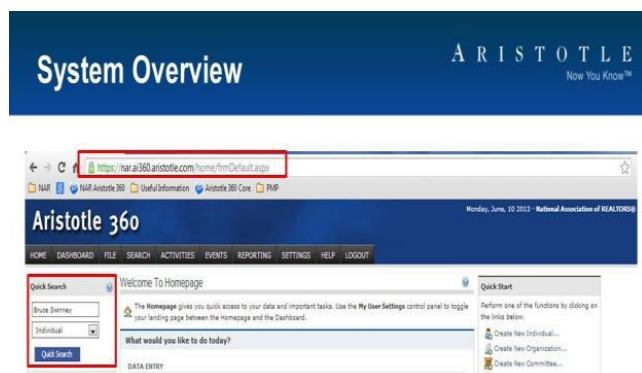 System Overview
ARISTOTLE
Now You Know™
https://nar.ai360.aristotle.com/home/frmDefault.aspx
NAR
NAR Aristotle 360
Useful Information
Aristotle 360 Core
PMP
Aristotle 360
Monday, June, 10 2013 - National Association of REALTORS®
HOME DASHBOARD FILE SEARCH ACTIVITIES EVENTS REPORTING SETTINGS HELP LOGOUT
Quick Search
Bruce Swinney
Individual
Quick Search
Welcome To Homepage
The Homepage gives you quick access to your data and important tasks. Use the My User Settings control panel to toggle
your landing page between the Homepage and the Dashboard.
What would you like to do today?
DATA ENTRY
Quick Start
Perform one of the functions by clicking on
the links below:
Create New Individual...
Create New Organization...
Create New Committee...